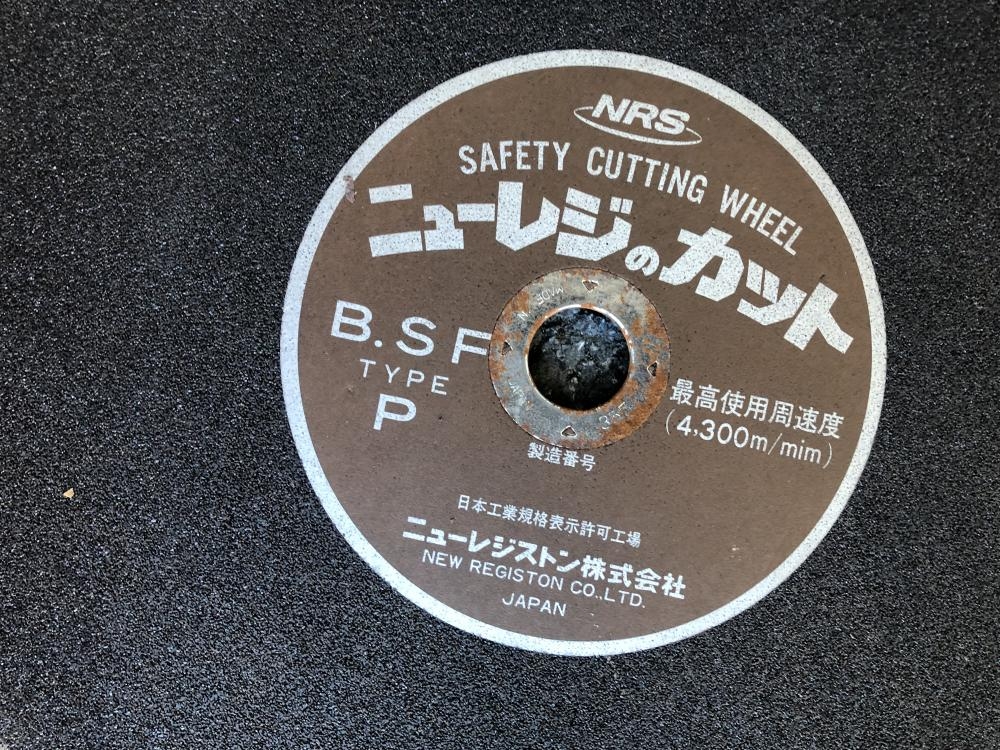 NRS
SAFETY CUTTING WHEEL
ニューレジのカット
B.SF
TYPE
P
最高使用周速度
(4,300m/mim)
製造番号
日本工業規格表示許可工場
ニューレジストン株式会社
NEW REGISTON CO.,LTD.
JAPAN
MADE